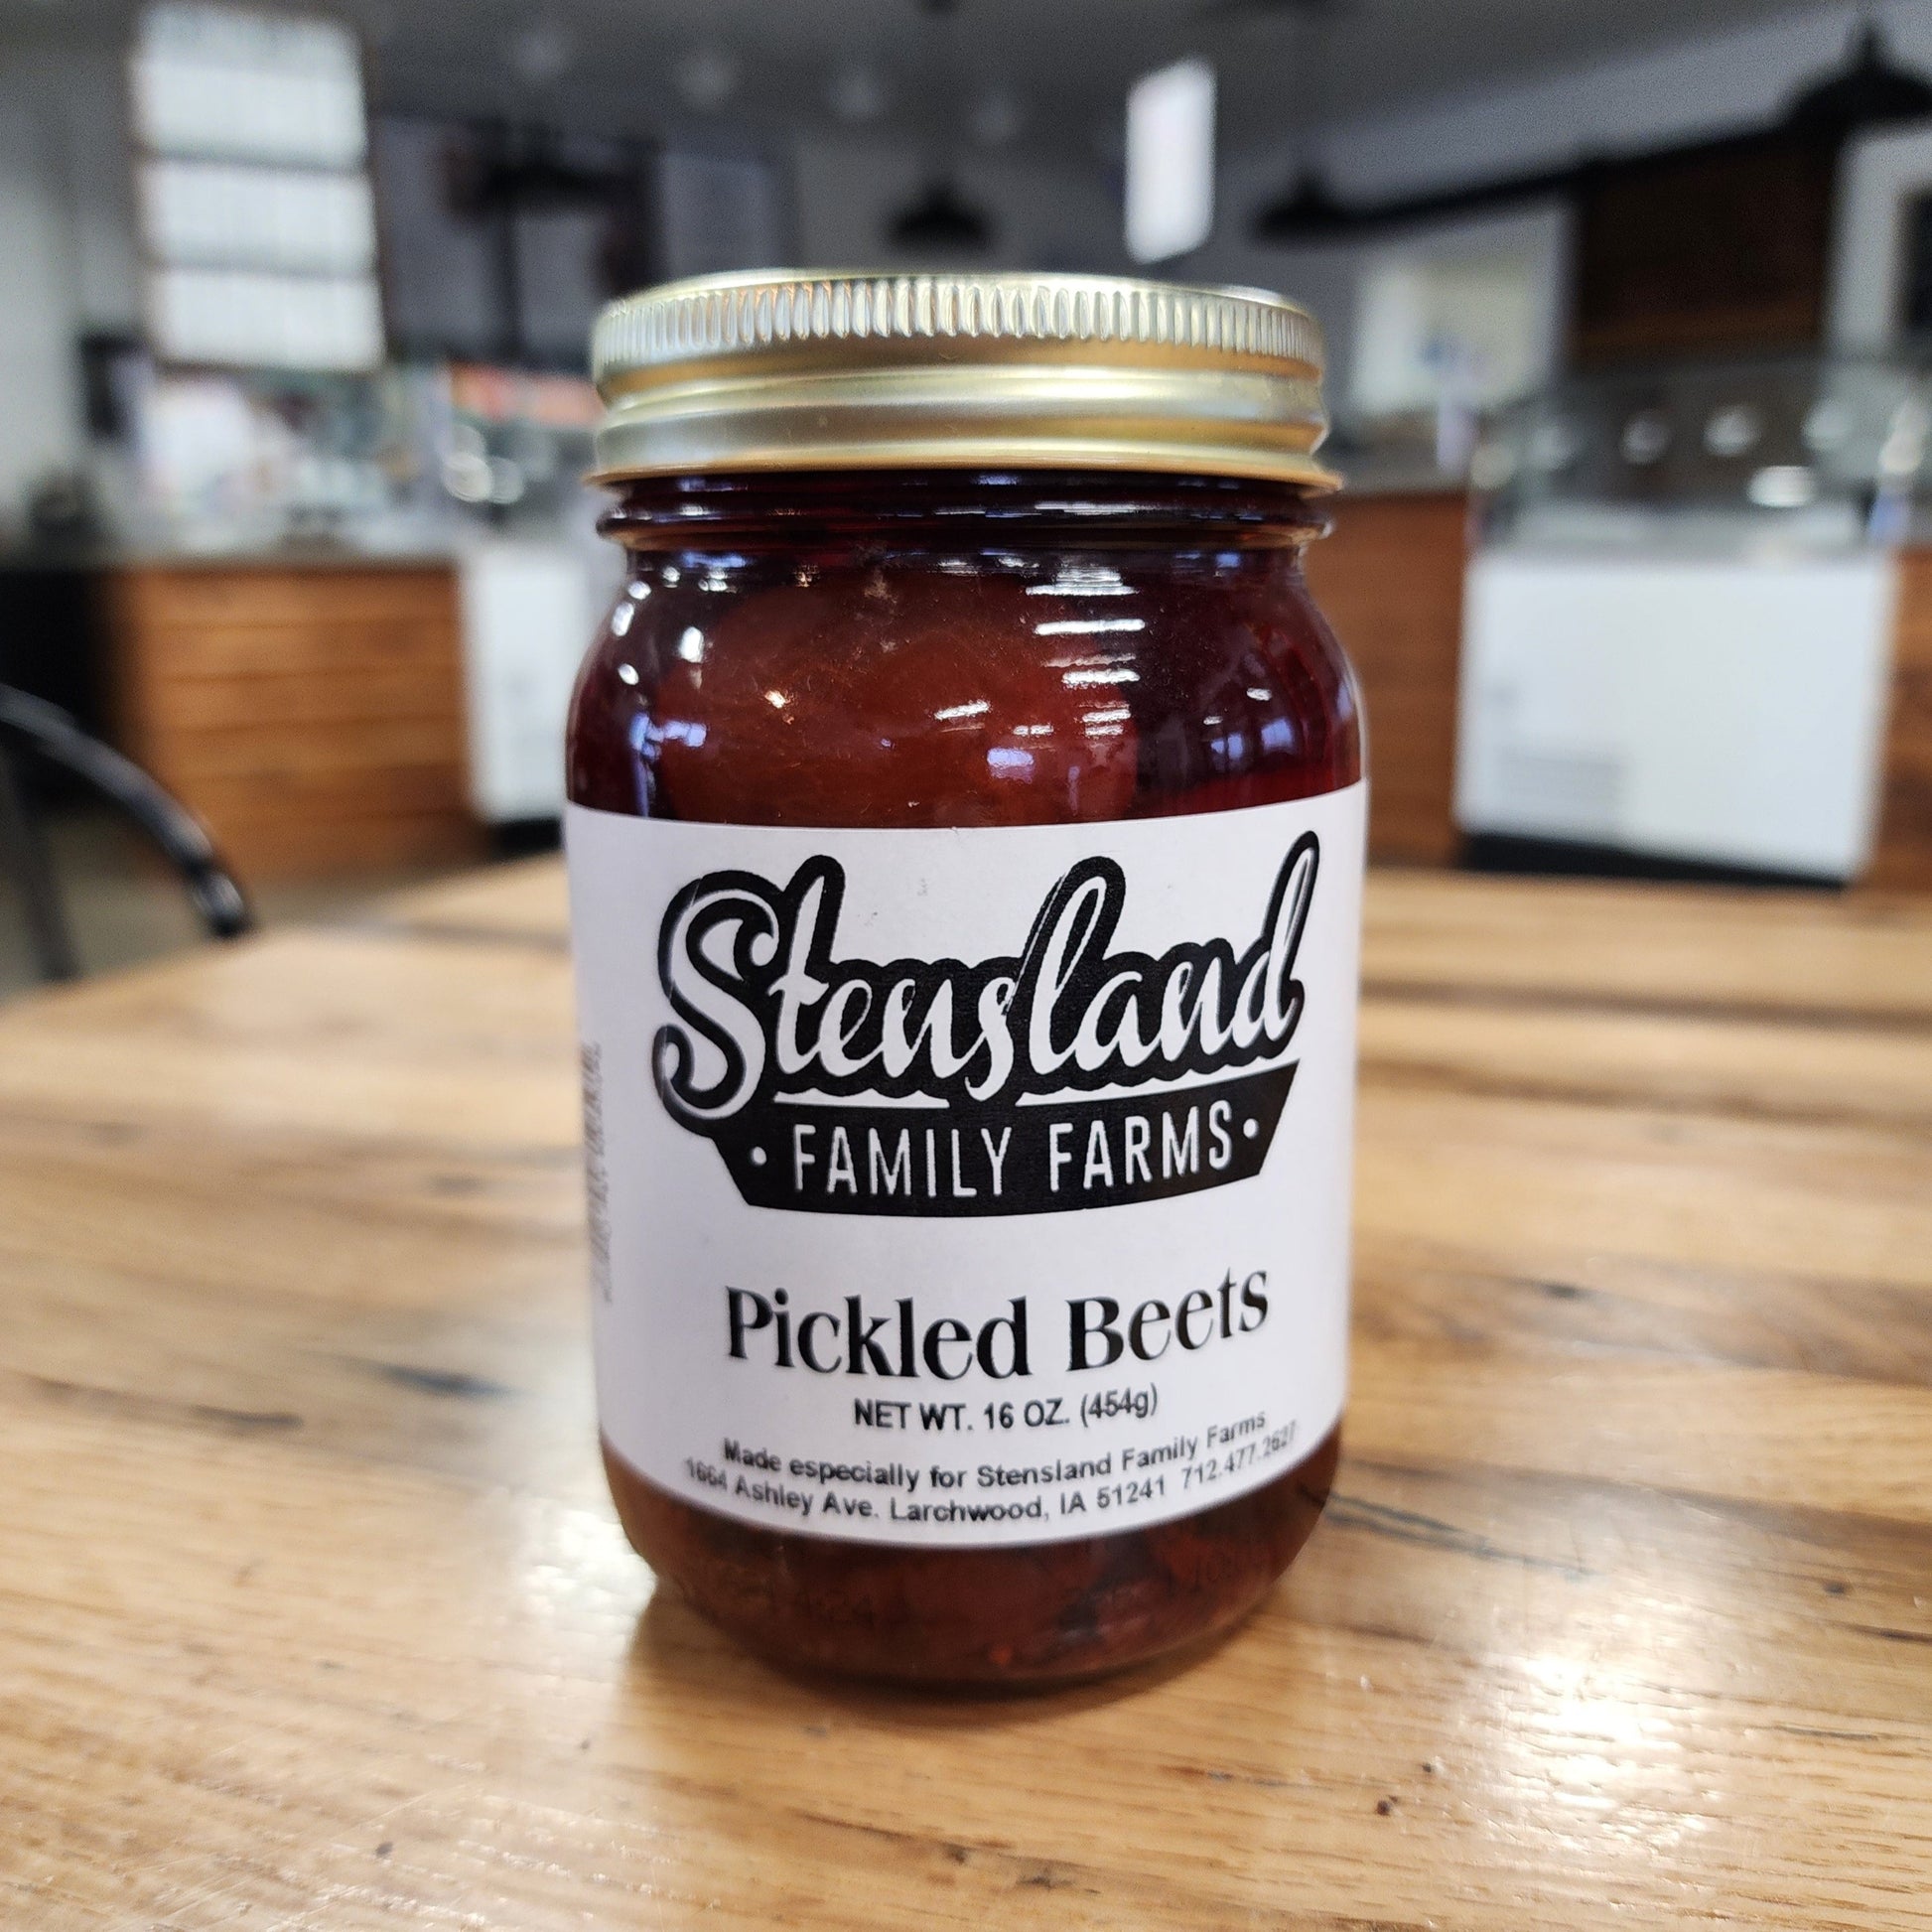 Stensland
• FAMILY FARMS •
Pickled Beets
NET WT. 16 OZ. (454g)
Made especially for Stensland Family Farms
1664 Ashley Ave. Larchwood, IA 51241 712.477.2627